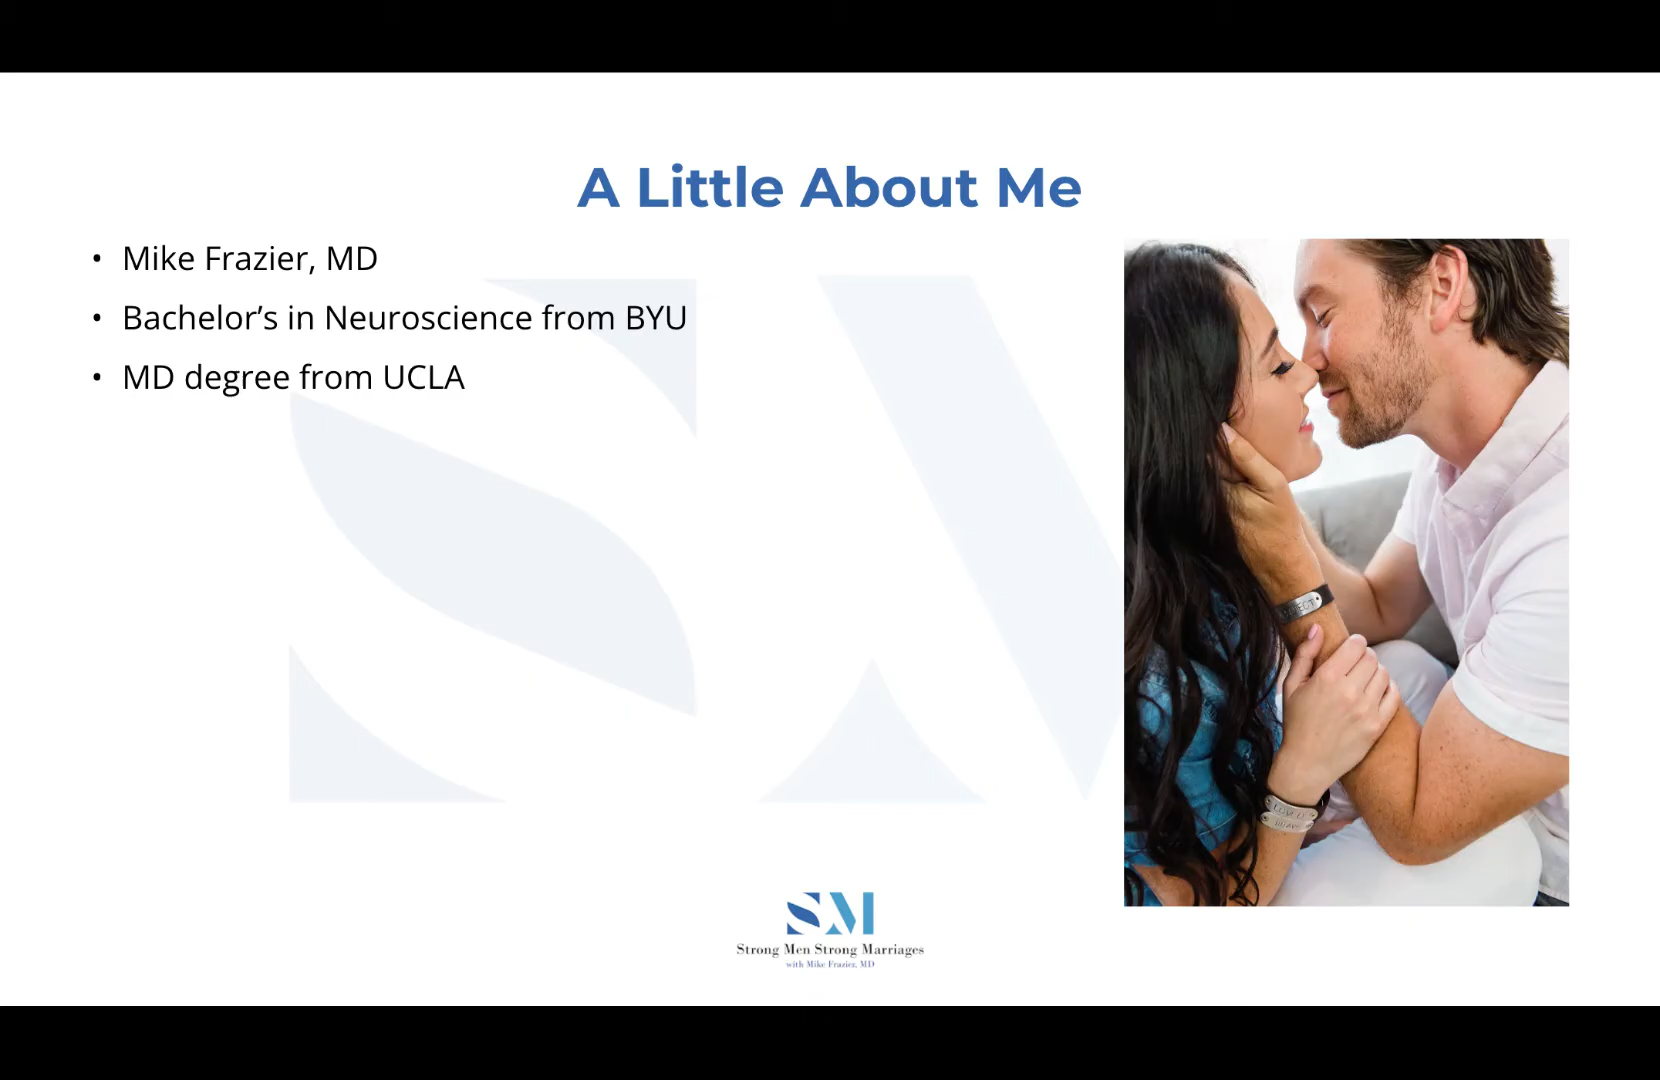 A Little About Me
• Mike Frazier, MD
• Bachelor’s in Neuroscience from BYU
• MD degree from UCLA
SM
Strong Men Strong Marriages
with Mike Frazier, MD